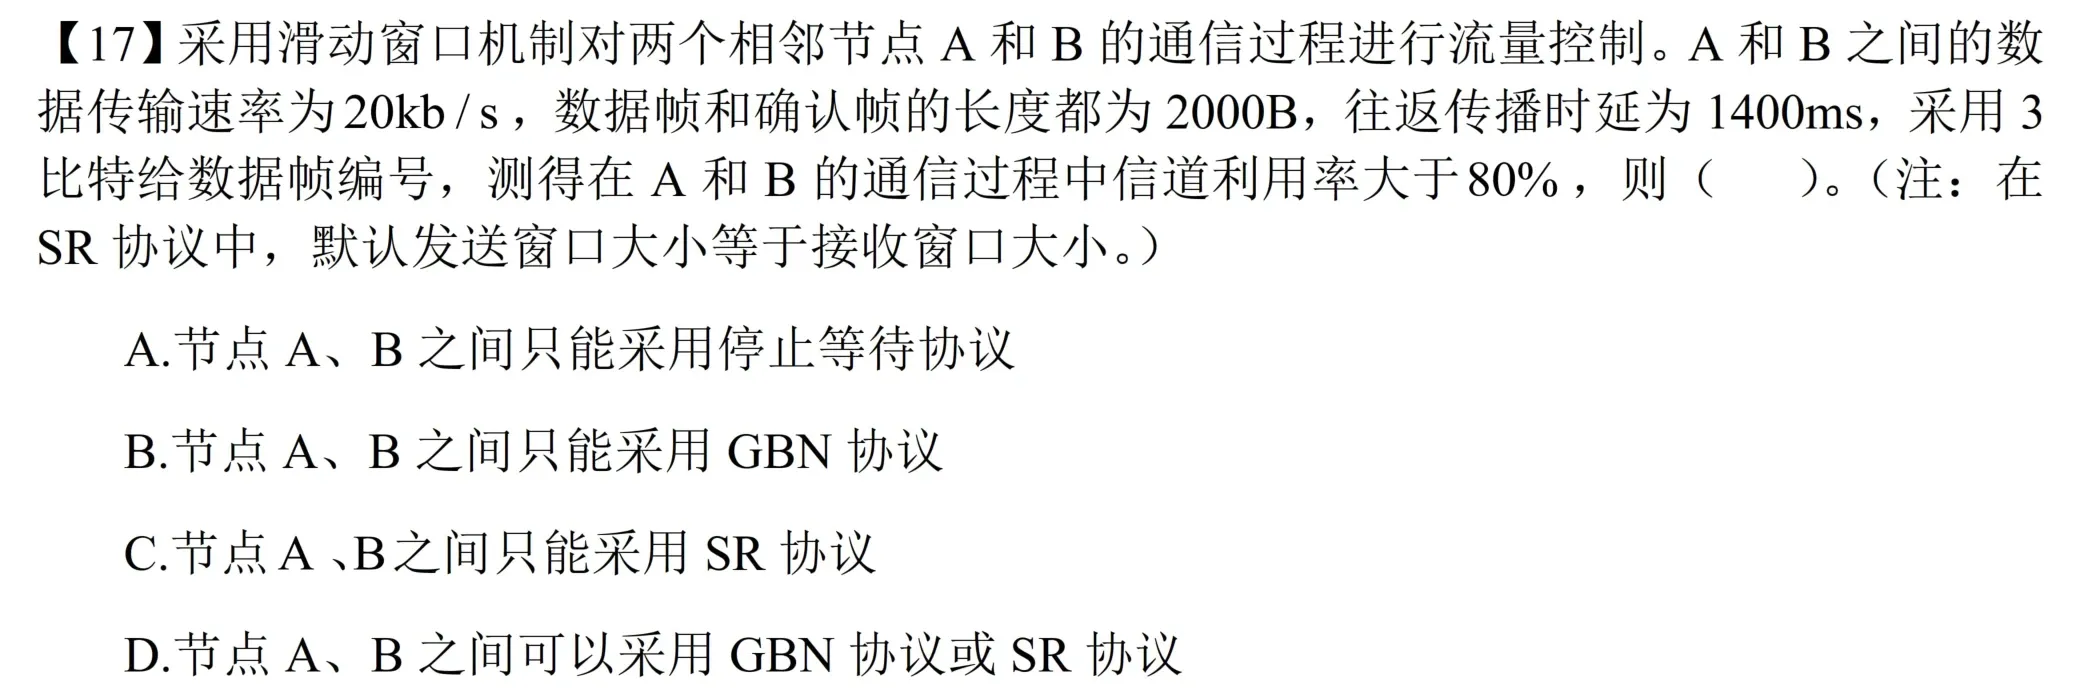 【17】采用滑动窗口机制对两个相邻节点 A 和 B 的通信过程进行流量控制。A 和 B 之间的数
据传输速率为20kb / s，数据帧和确认帧的长度都为 2000B，往返传播时延为 1400ms，采用 3
比特给数据帧编号，测得在 A 和 B 的通信过程中信道利用率大于80%，则（　　）。（注：在
SR 协议中，默认发送窗口大小等于接收窗口大小。）
A.节点 A、B 之间只能采用停止等待协议
B.节点 A、B 之间只能采用 GBN 协议
C.节点A 、B之间只能采用 SR 协议
D.节点 A、B 之间可以采用 GBN 协议或 SR 协议